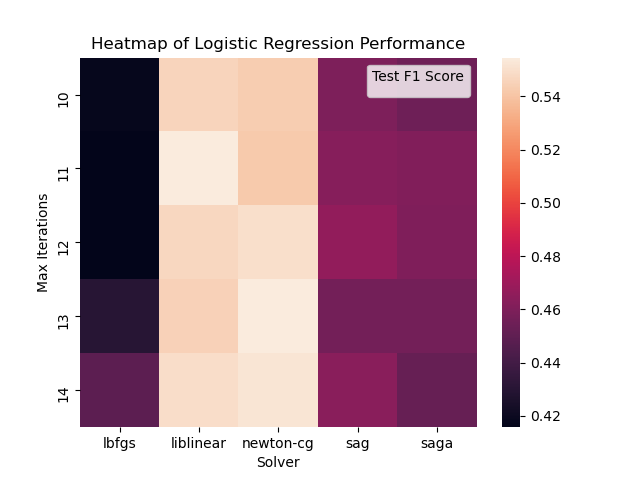 Heatmap of Logistic Regression Performance
Test F1 Score
Max Iterations
10
11
12
13
14
lbfgs
liblinear
newton-cg
sag
saga
Solver
0.54
0.52
0.50
0.48
0.46
0.44
0.42